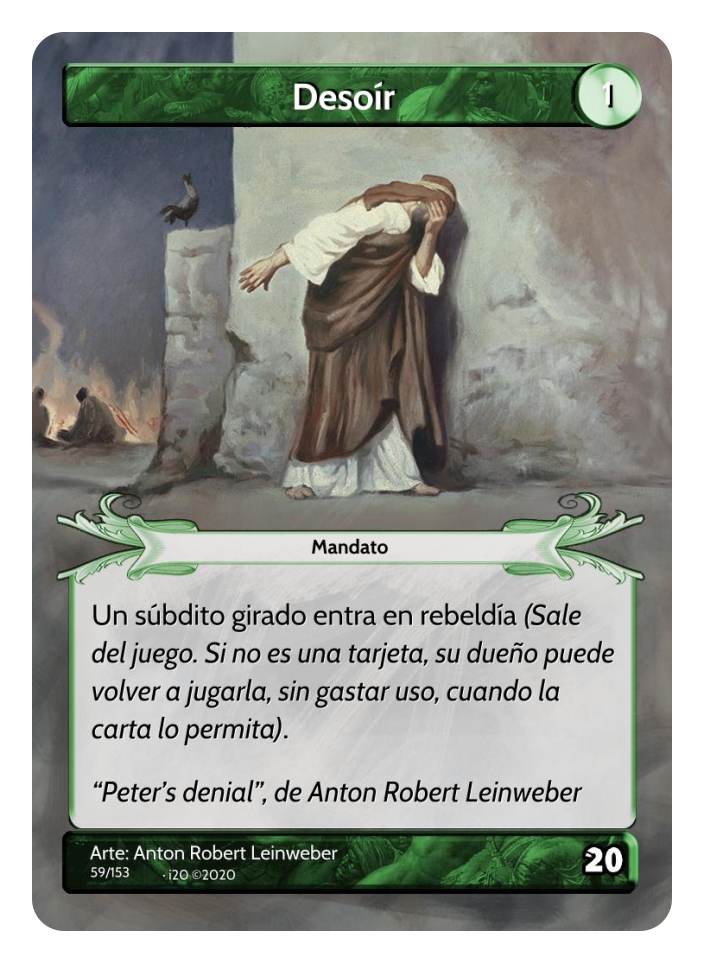 Desoír
1
Mandato
Un súbdito girado entra en rebeldía (Sale
del juego. Si no es una tarjeta, su dueño puede
volver a jugarla, sin gastar uso, cuando la
carta lo permita).
“Peter’s denial”, de Anton Robert Leinweber
Arte: Anton Robert Leinweber
59/153 · i20 ©2020
20